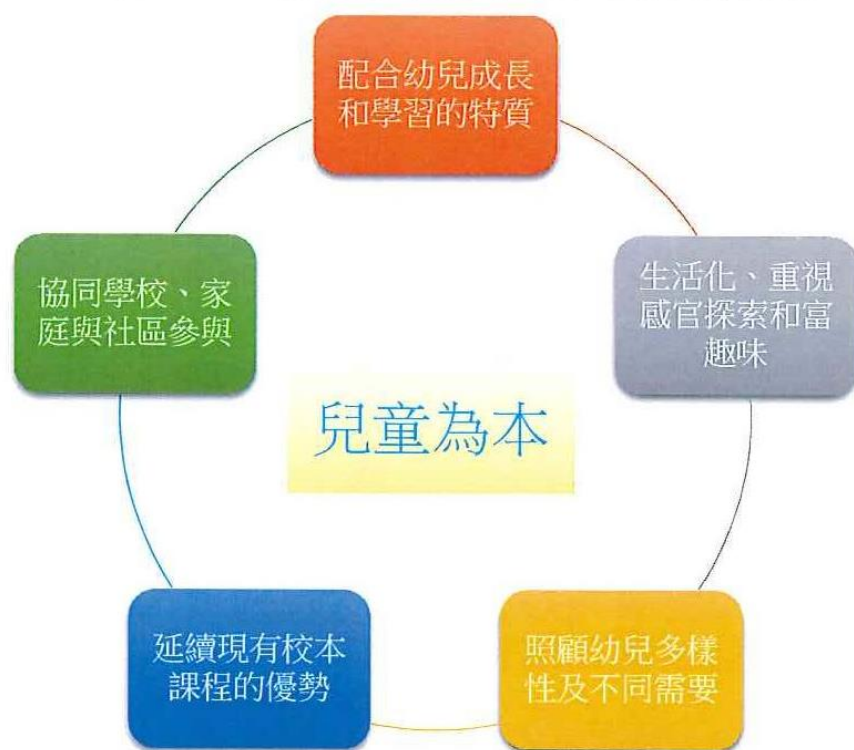 配合幼兒成長
和學習的特質
生活化、重視
感官探索和富
趣味
照顧幼兒多樣
性及不同需要
延續現有校本
課程的優勢
協同學校、家
庭與社區參與
兒童為本